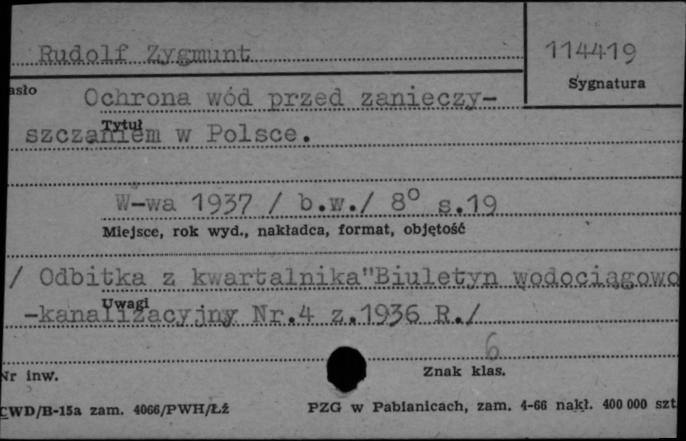 Rudolf Zygmunt
114419
Sygnatura
asło
Ochrona wód przed zanieczy-
Tytuł
szczaniem w Polsce.
W-wa 1937 / b.w./ 8° s.19
Miejsce, rok wyd., nakładca, format, objętość
/ Odbitka z kwartalnika"Biuletyn wodociągowo
Uwagi
-kanalizacyjny Nr.4 z.1936 R./
6
Nr inw.
Znak klas.
CWD/B-15a zam. 4066/PWH/Łź
PZG w Pabianicach, zam. 4-66 nakł. 400 000 szt